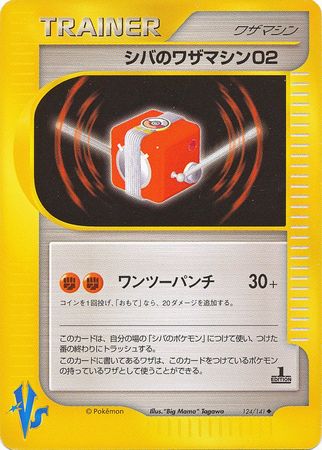 TRAINER ワザマシン
シバのワザマシン02
ワンツーパンチ 30+
コインを1回投げ、「おもて」なら、20ダメージを追加する。
このカードは、自分の場の「シバのポケモン」につけて使い、つけた
番の終わりにトラッシュする。
このカードに書いてあるワザは、このカードをつけているポケモン
の持っているワザとして使うことができる。
1
EDITION
VS
© Pokémon Illus. "Big Mama" Tagawa 124/141 ◆